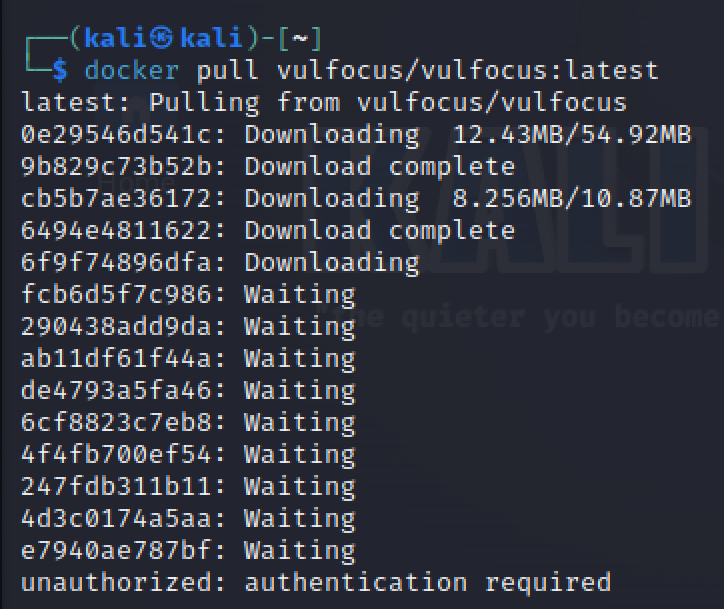 ┌──(kali㉿kali)-[~]
└─$ docker pull vulfocus/vulfocus:latest
latest: Pulling from vulfocus/vulfocus
0e29546d541c: Downloading  12.43MB/54.92MB
9b829c73b52b: Download complete
cb5b7ae36172: Downloading  8.256MB/10.87MB
6494e4811622: Download complete
6f9f74896dfa: Downloading
fcb6d5f7c986: Waiting
290438add9da: Waiting
ab11df61f44a: Waiting
de4793a5fa46: Waiting
6cf8823c7eb8: Waiting
4f4fb700ef54: Waiting
247fdb311b11: Waiting
4d3c0174a5aa: Waiting
e7940ae787bf: Waiting
unauthorized: authentication required
KALI
"the quieter you become